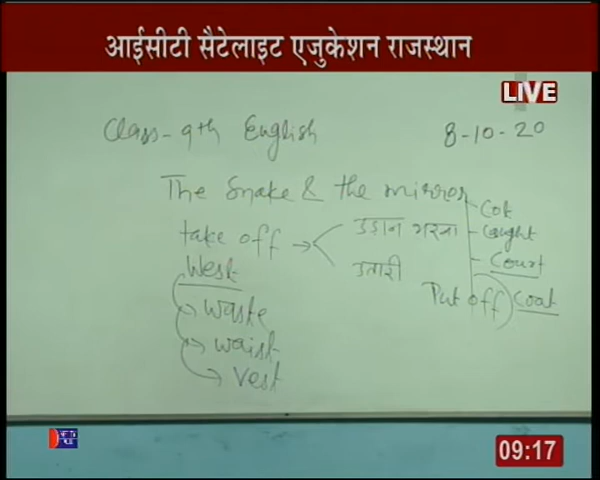 आईसीटी सैटेलाइट एजुकेशन राजस्थान
LIVE
Class - 9th English 8-10-20
The Snake & the mirror
take off → उड़ान भरना
उतारी
West
→ waste
→ waist
→ vest
- Cot
- Caught
- Court
Put off Coat
09:17